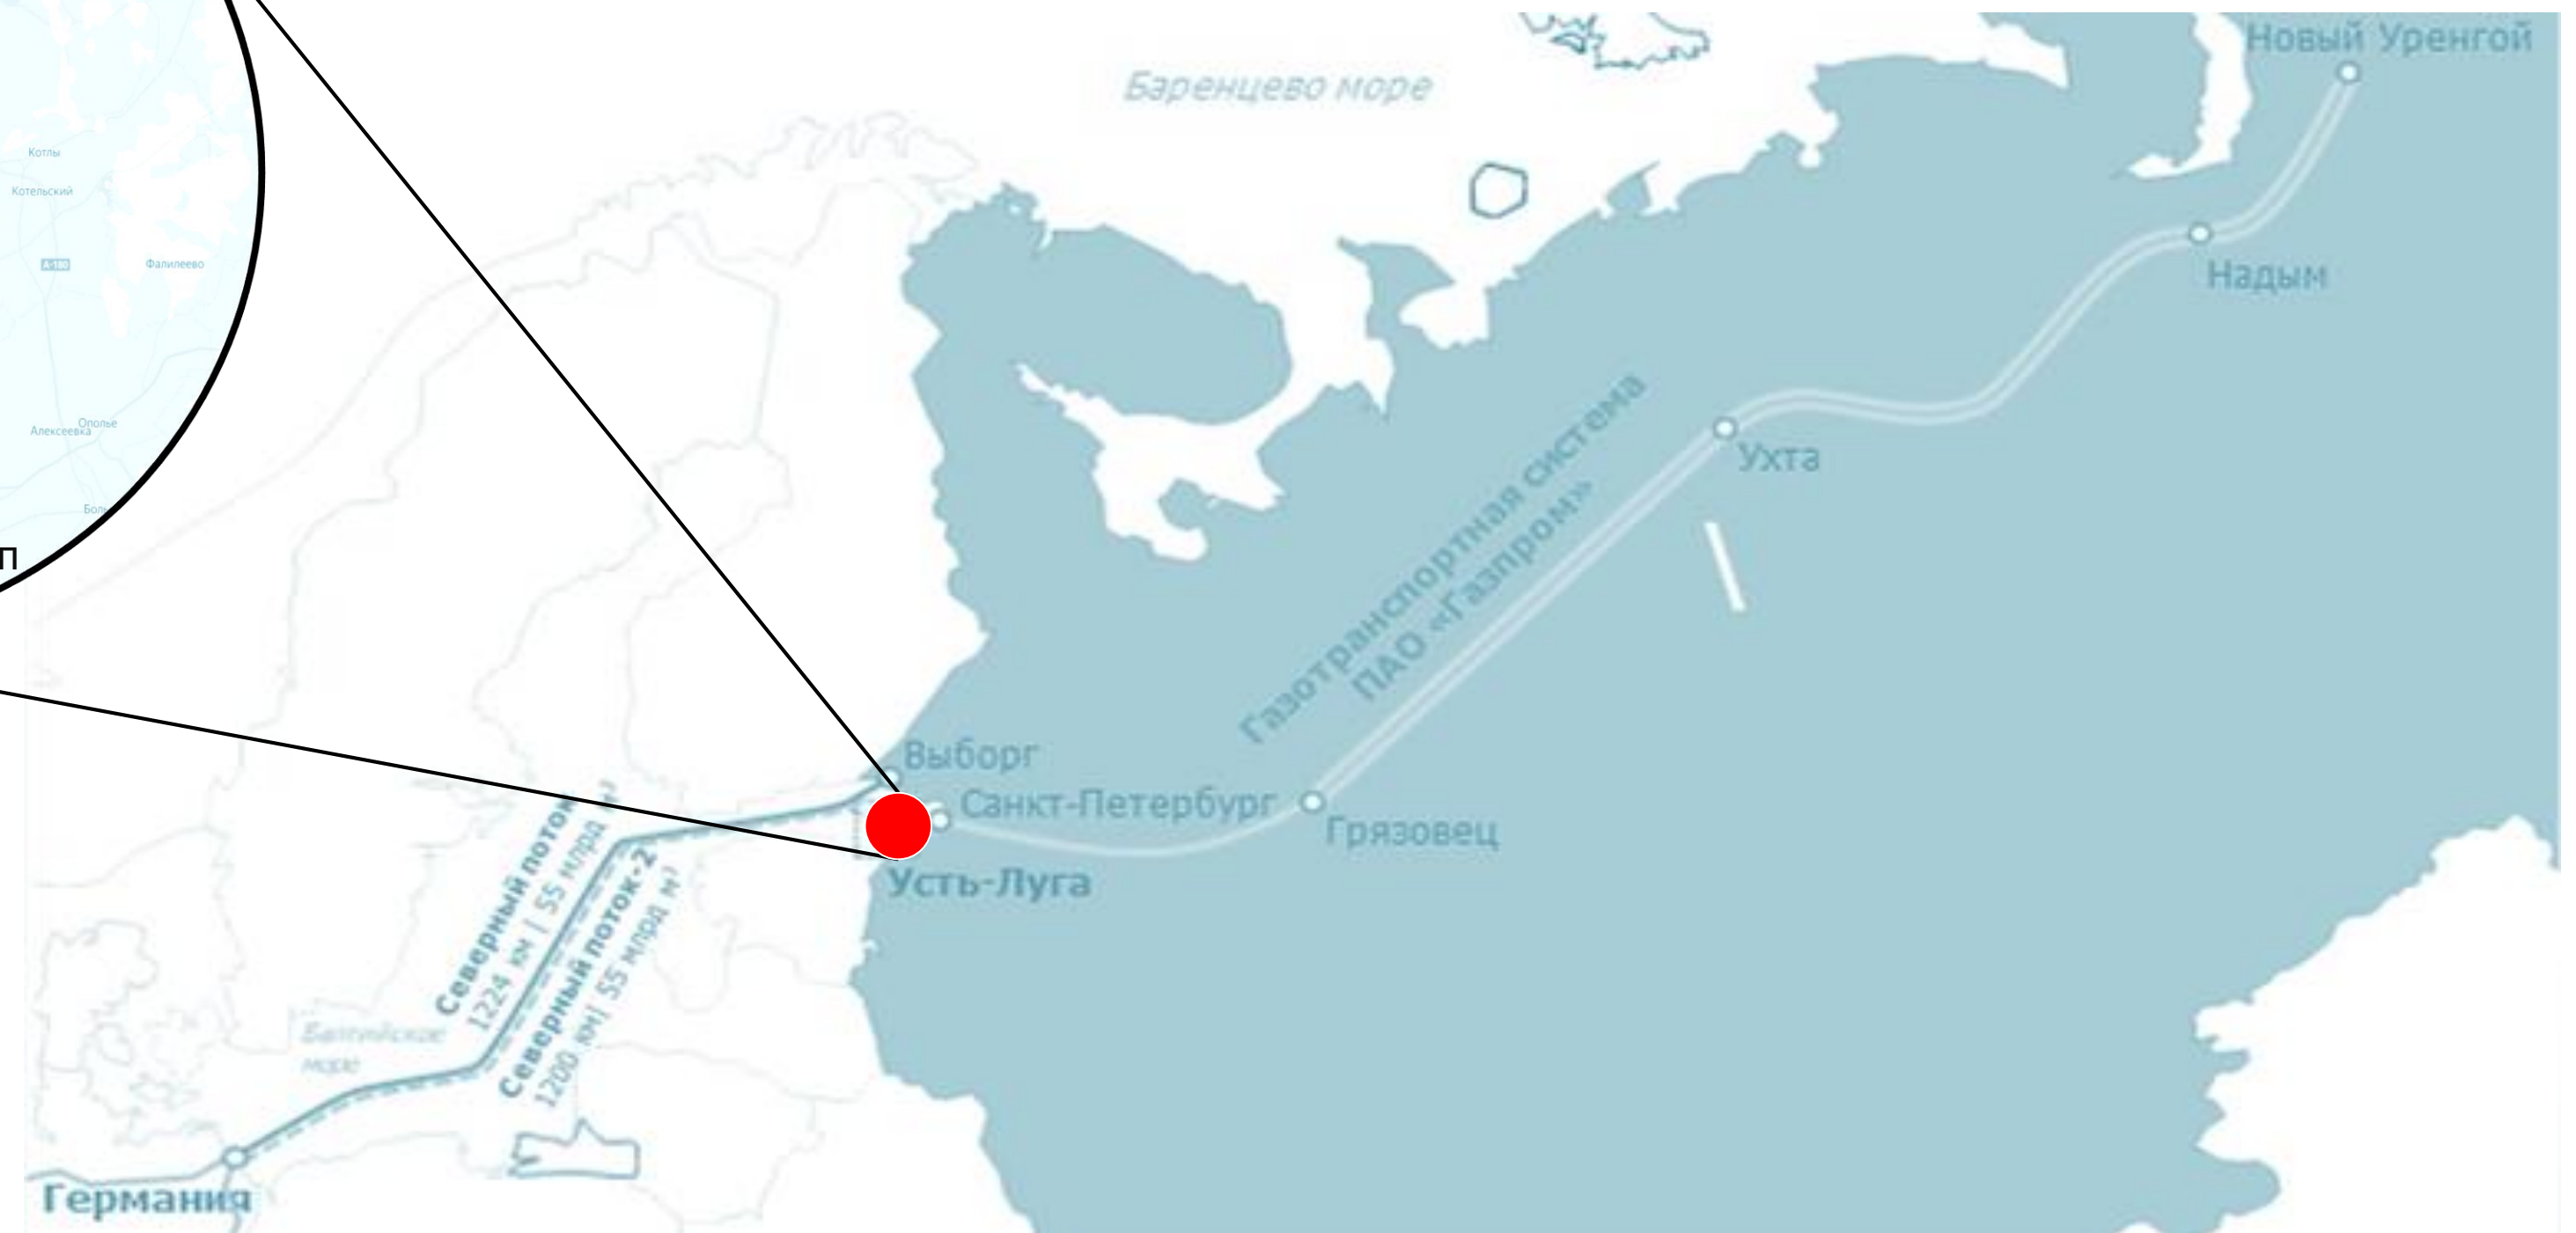 Котлы
Котельский
А-180
Фалилеево
Ополье
Алексеевка
Боль
п
Баренцево море
Новый Уренгой
Надым
Ухта
Газотранспортная система
ПАО «Газпром»
Выборг
Санкт-Петербург
Грязовец
Усть-Луга
Северный поток
1224 км | 55 млрд м³
Северный поток-2
1200 км| 55 млрд м³
Балтийское
море
Германия